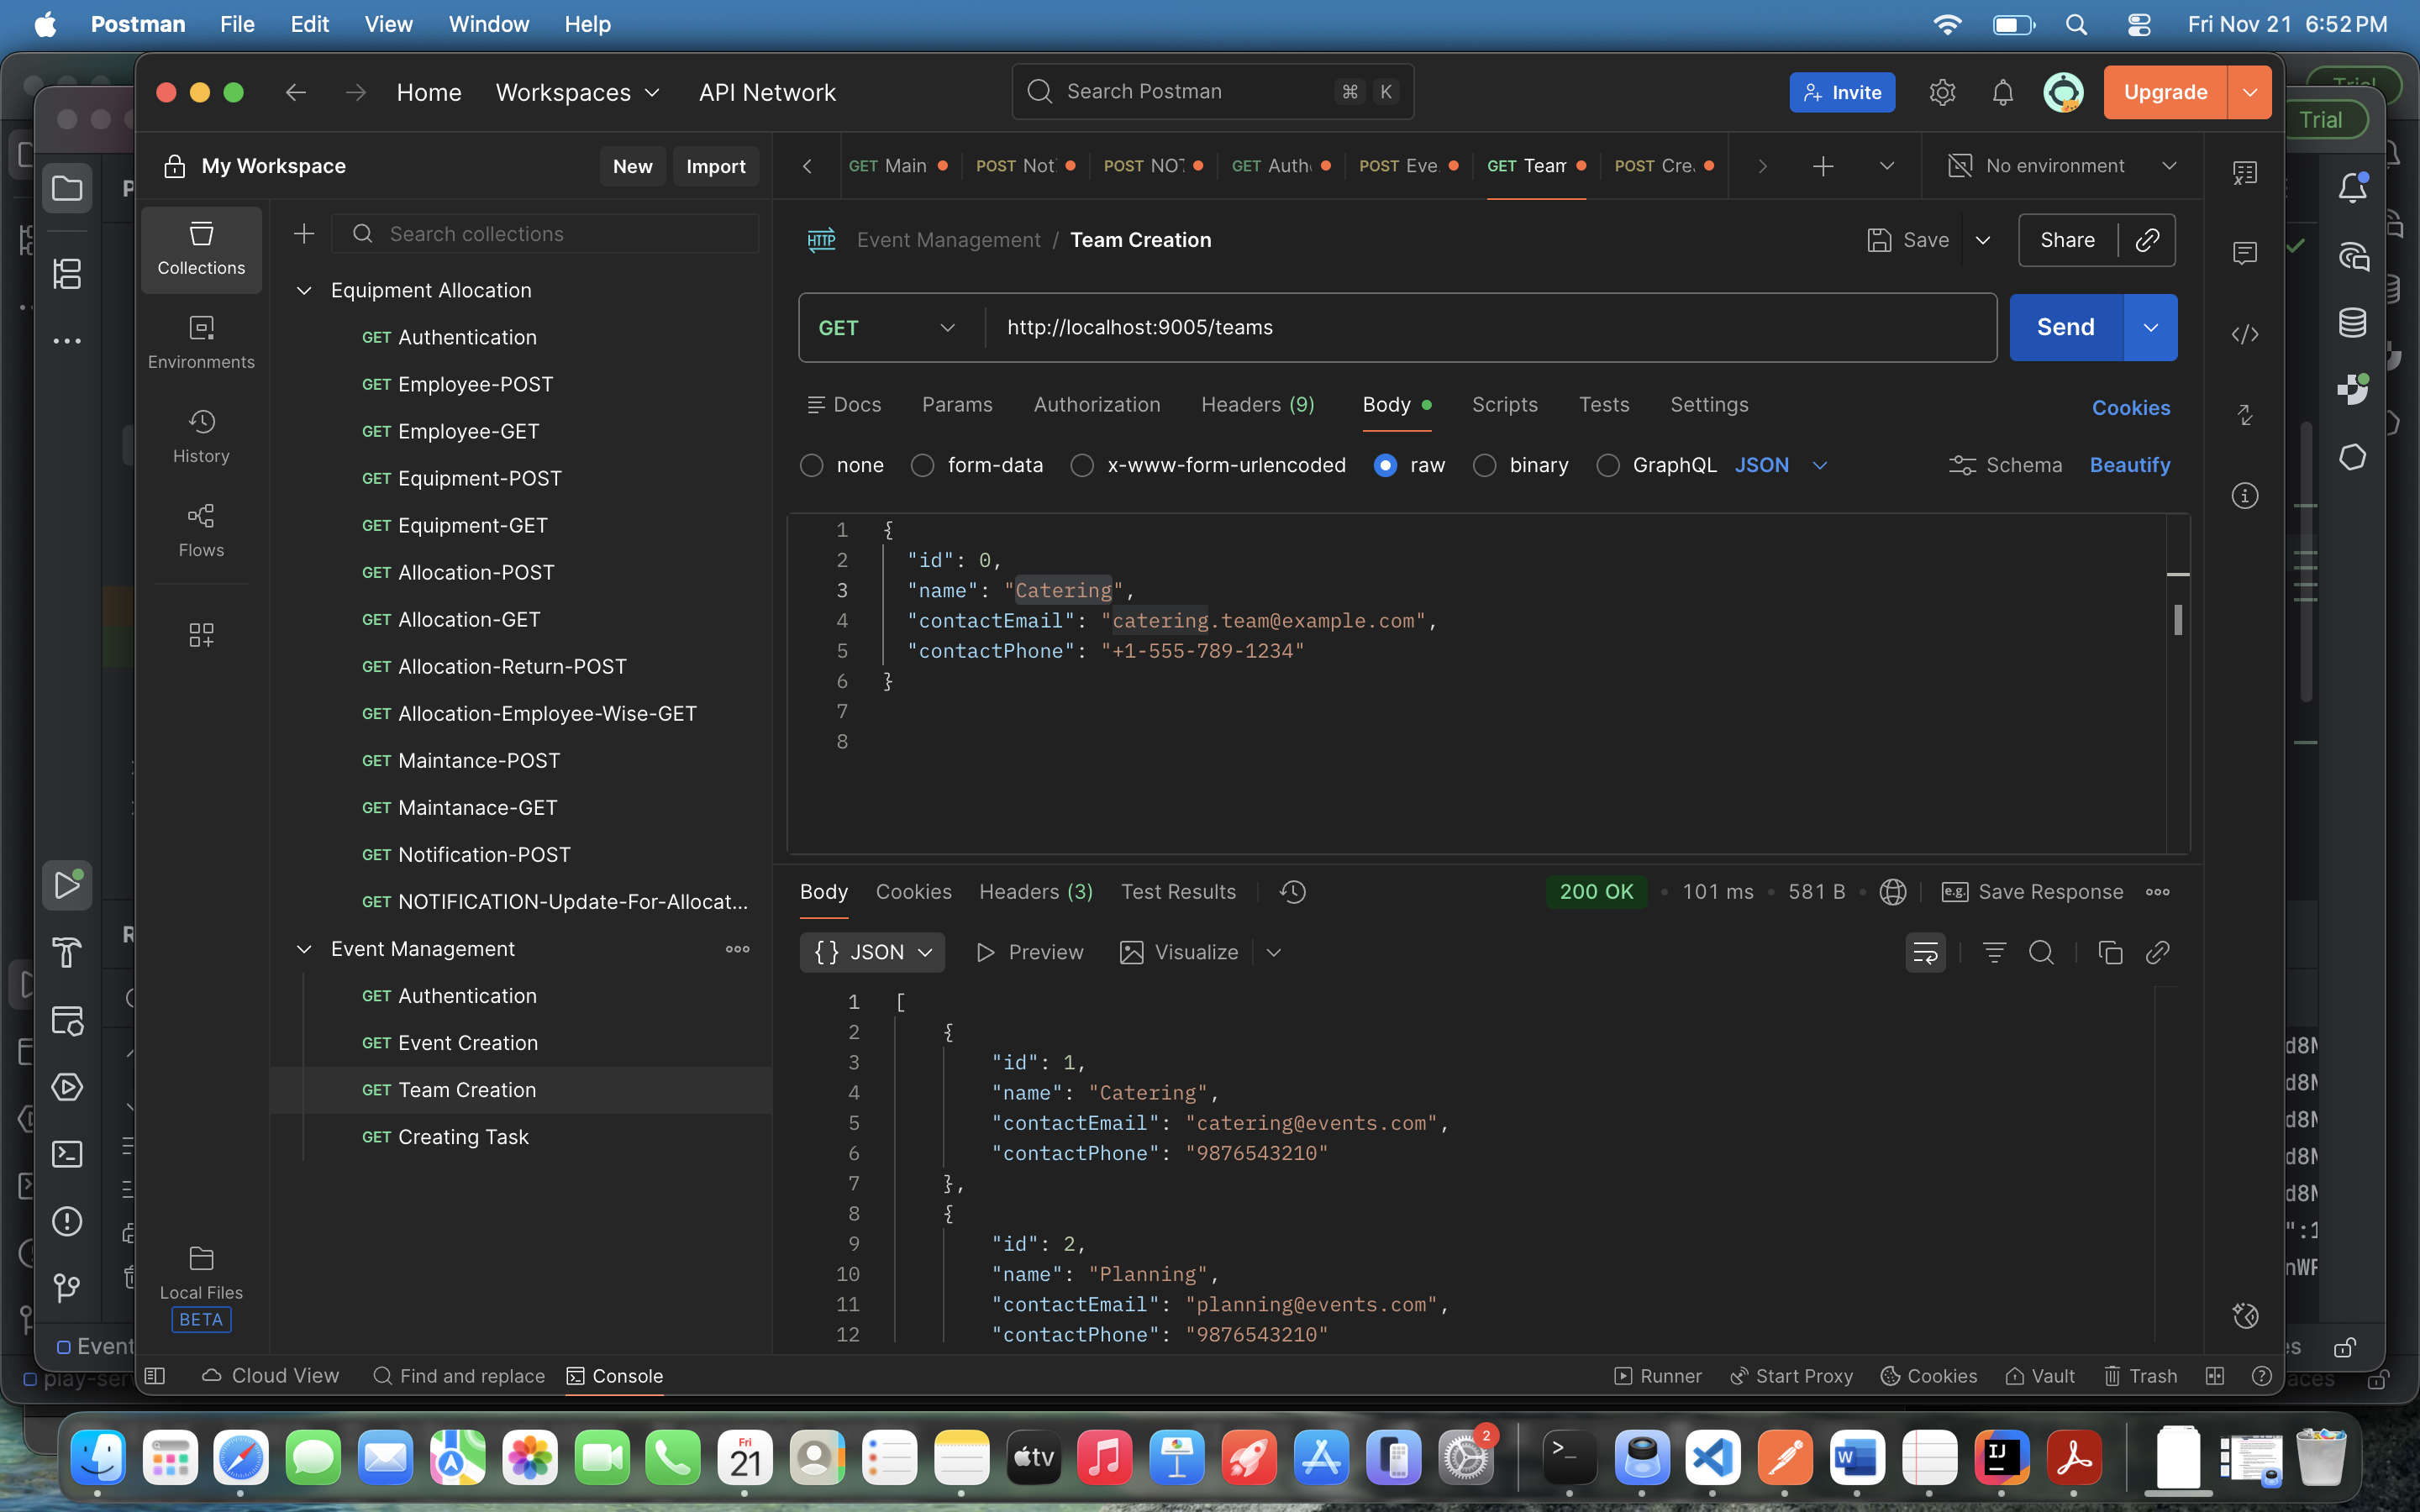 Postman File Edit View Window Help Fri Nov 21 6:52 PM
Home Workspaces API Network Search Postman ⌘ K Invite Upgrade
Trial
Trial
My Workspace New Import
GET Main POST Not POST NOT GET Auth POST Eve GET Team POST Cre No environment
Collections
Environments
History
Flows
Local Files
BETA
Search collections
Equipment Allocation
GET Authentication
GET Employee-POST
GET Employee-GET
GET Equipment-POST
GET Equipment-GET
GET Allocation-POST
GET Allocation-GET
GET Allocation-Return-POST
GET Allocation-Employee-Wise-GET
GET Maintance-POST
GET Maintanace-GET
GET Notification-POST
GET NOTIFICATION-Update-For-Allocat...
Event Management
GET Authentication
GET Event Creation
GET Team Creation
GET Creating Task
HTTP Event Management / Team Creation Save Share
GET http://localhost:9005/teams Send
Docs Params Authorization Headers (9) Body Scripts Tests Settings Cookies
none form-data x-www-form-urlencoded raw binary GraphQL JSON Schema Beautify
1 {
2 "id": 0,
3 "name": "Catering",
4 "contactEmail": "catering.team@example.com",
5 "contactPhone": "+1-555-789-1234"
6 }
7
8
Body Cookies Headers (3) Test Results 200 OK • 101 ms • 581 B • e.g. Save Response
{} JSON Preview Visualize
1 [
2 {
3 "id": 1,
4 "name": "Catering",
5 "contactEmail": "catering@events.com",
6 "contactPhone": "9876543210"
7 },
8 {
9 "id": 2,
10 "name": "Planning",
11 "contactEmail": "planning@events.com",
12 "contactPhone": "9876543210"
Event
play-serv
Cloud View Find and replace Console Runner Start Proxy Cookies Vault Trash
Fri
21
tv
2